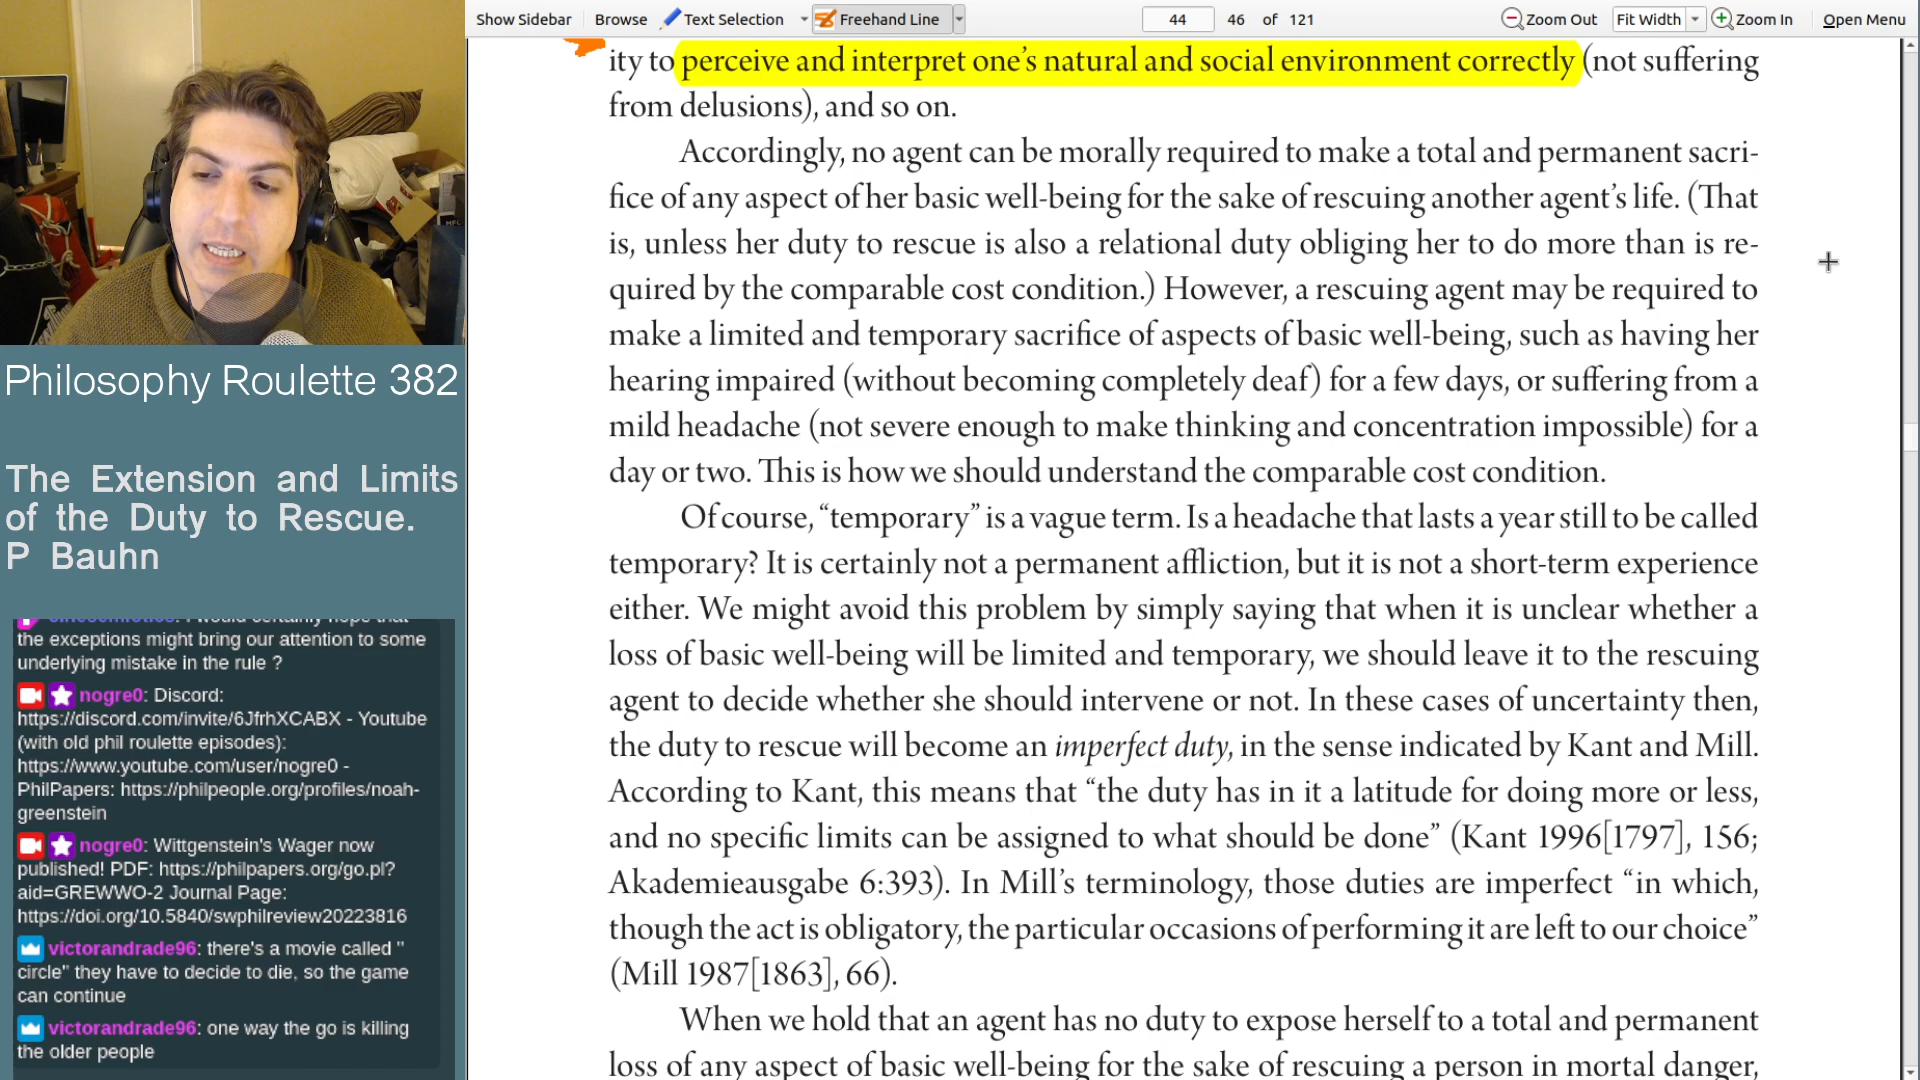 Show Sidebar Browse Text Selection Freehand Line 44 46 of 121 Zoom Out Fit Width Zoom In Open Menu
ity to perceive and interpret one's natural and social environment correctly (not suffering
from delusions), and so on.
Accordingly, no agent can be morally required to make a total and permanent sacri-
fice of any aspect of her basic well-being for the sake of rescuing another agent's life. (That
is, unless her duty to rescue is also a relational duty obliging her to do more than is re-
quired by the comparable cost condition.) However, a rescuing agent may be required to
make a limited and temporary sacrifice of aspects of basic well-being, such as having her
hearing impaired (without becoming completely deaf) for a few days, or suffering from a
mild headache (not severe enough to make thinking and concentration impossible) for a
day or two. This is how we should understand the comparable cost condition.
Of course, “temporary” is a vague term. Is a headache that lasts a year still to be called
temporary? It is certainly not a permanent affliction, but it is not a short-term experience
either. We might avoid this problem by simply saying that when it is unclear whether a
loss of basic well-being will be limited and temporary, we should leave it to the rescuing
agent to decide whether she should intervene or not. In these cases of uncertainty then,
the duty to rescue will become an imperfect duty, in the sense indicated by Kant and Mill.
According to Kant, this means that “the duty has in it a latitude for doing more or less,
and no specific limits can be assigned to what should be done” (Kant 1996[1797], 156;
Akademieausgabe 6:393). In Mill's terminology, those duties are imperfect “in which,
though the act is obligatory, the particular occasions of performing it are left to our choice”
(Mill 1987[1863], 66).
When we hold that an agent has no duty to expose herself to a total and permanent
loss of any aspect of basic well-being for the sake of rescuing a person in mortal danger,
Philosophy Roulette 382
The Extension and Limits
of the Duty to Rescue.
P Bauhn
the exceptions might bring our attention to some
underlying mistake in the rule ?
nogre0: Discord:
https://discord.com/invite/6JfrhXCABX - Youtube
(with old phil roulette episodes):
https://www.youtube.com/user/nogre0 -
PhilPapers: https://philpeople.org/profiles/noah-
greenstein
nogre0: Wittgenstein's Wager now
published! PDF: https://philpapers.org/go.pl?
aid=GREWWO-2 Journal Page:
https://doi.org/10.5840/swphilreview20223816
victorandrade96: there's a movie called "
circle" they have to decide to die, so the game
can continue
victorandrade96: one way the go is killing
the older people